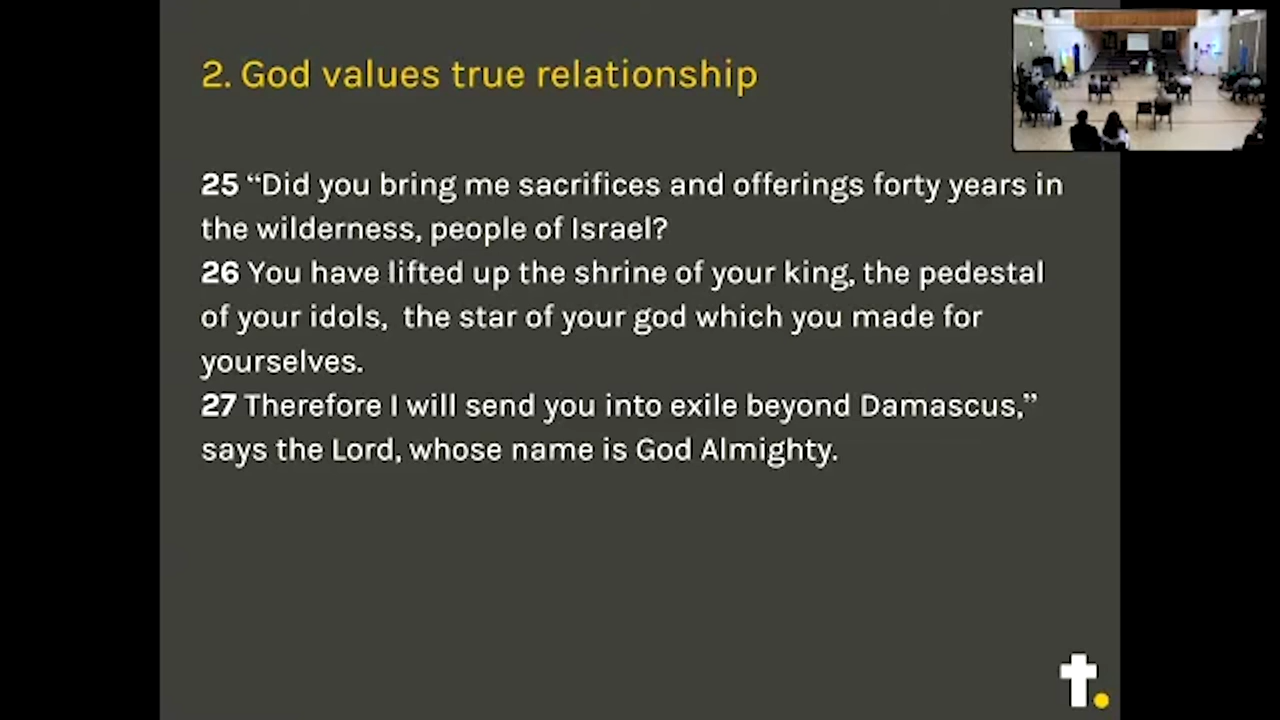 2. God values true relationship
25 “Did you bring me sacrifices and offerings forty years in
the wilderness, people of Israel?
26 You have lifted up the shrine of your king, the pedestal
of your idols,  the star of your god which you made for
yourselves.
27 Therefore I will send you into exile beyond Damascus,”
says the Lord, whose name is God Almighty.